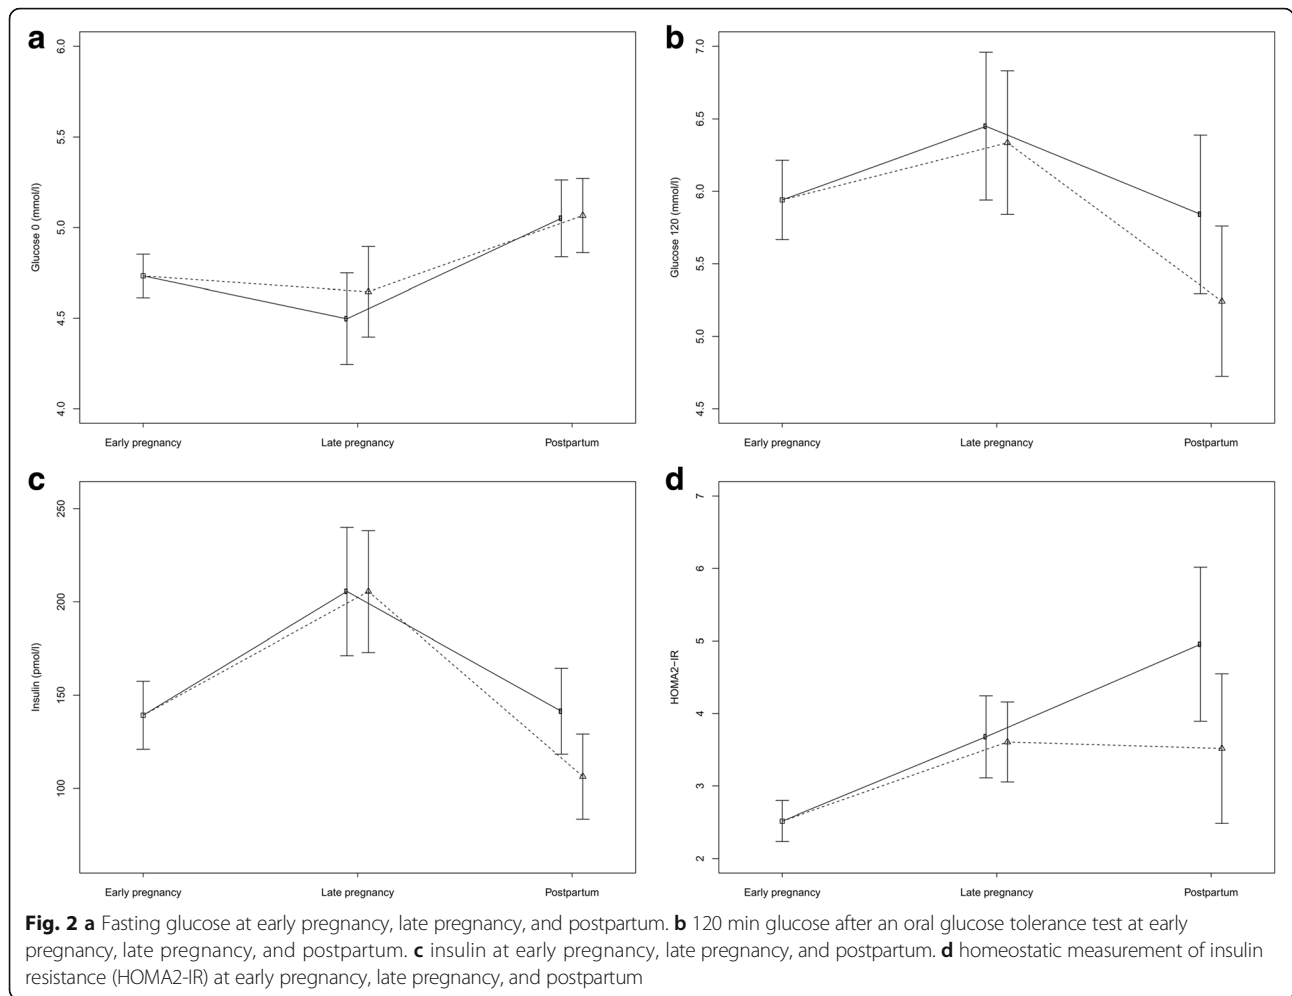 a
6.0
5.5
5.0
4.5
4.0
Glucose 0 (mmol/l)
Early pregnancy Late pregnancy Postpartum
b
7.0
6.5
6.0
5.5
5.0
4.5
Glucose 120 (mmol/l)
Early pregnancy Late pregnancy Postpartum
c
250
200
150
100
Insulin (pmol/l)
Early pregnancy Late pregnancy Postpartum
d
7
6
5
4
3
2
HOMA2−IR
Early pregnancy Late pregnancy Postpartum
Fig. 2 a Fasting glucose at early pregnancy, late pregnancy, and postpartum. b 120 min glucose after an oral glucose tolerance test at early
pregnancy, late pregnancy, and postpartum. c insulin at early pregnancy, late pregnancy, and postpartum. d homeostatic measurement of insulin
resistance (HOMA2-IR) at early pregnancy, late pregnancy, and postpartum